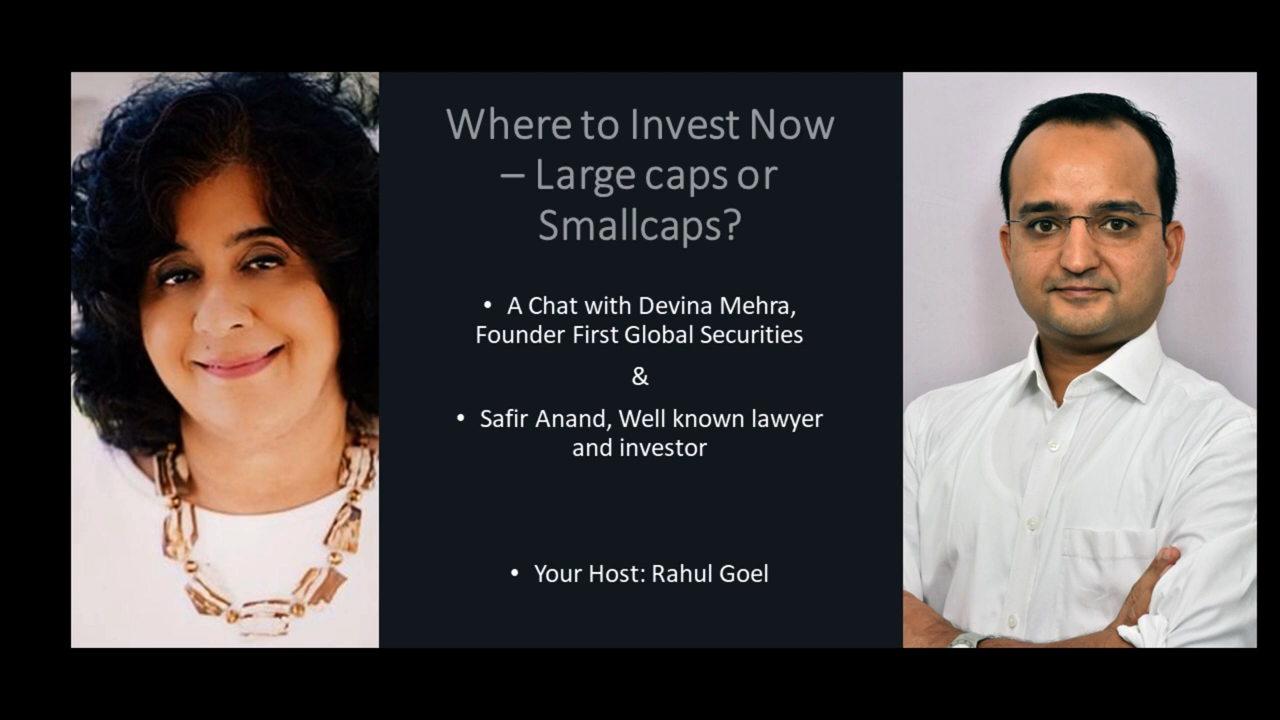 Where to Invest Now
– Large caps or
Smallcaps?
• A Chat with Devina Mehra,
Founder First Global Securities
&
• Safir Anand, Well known lawyer
and investor
• Your Host: Rahul Goel